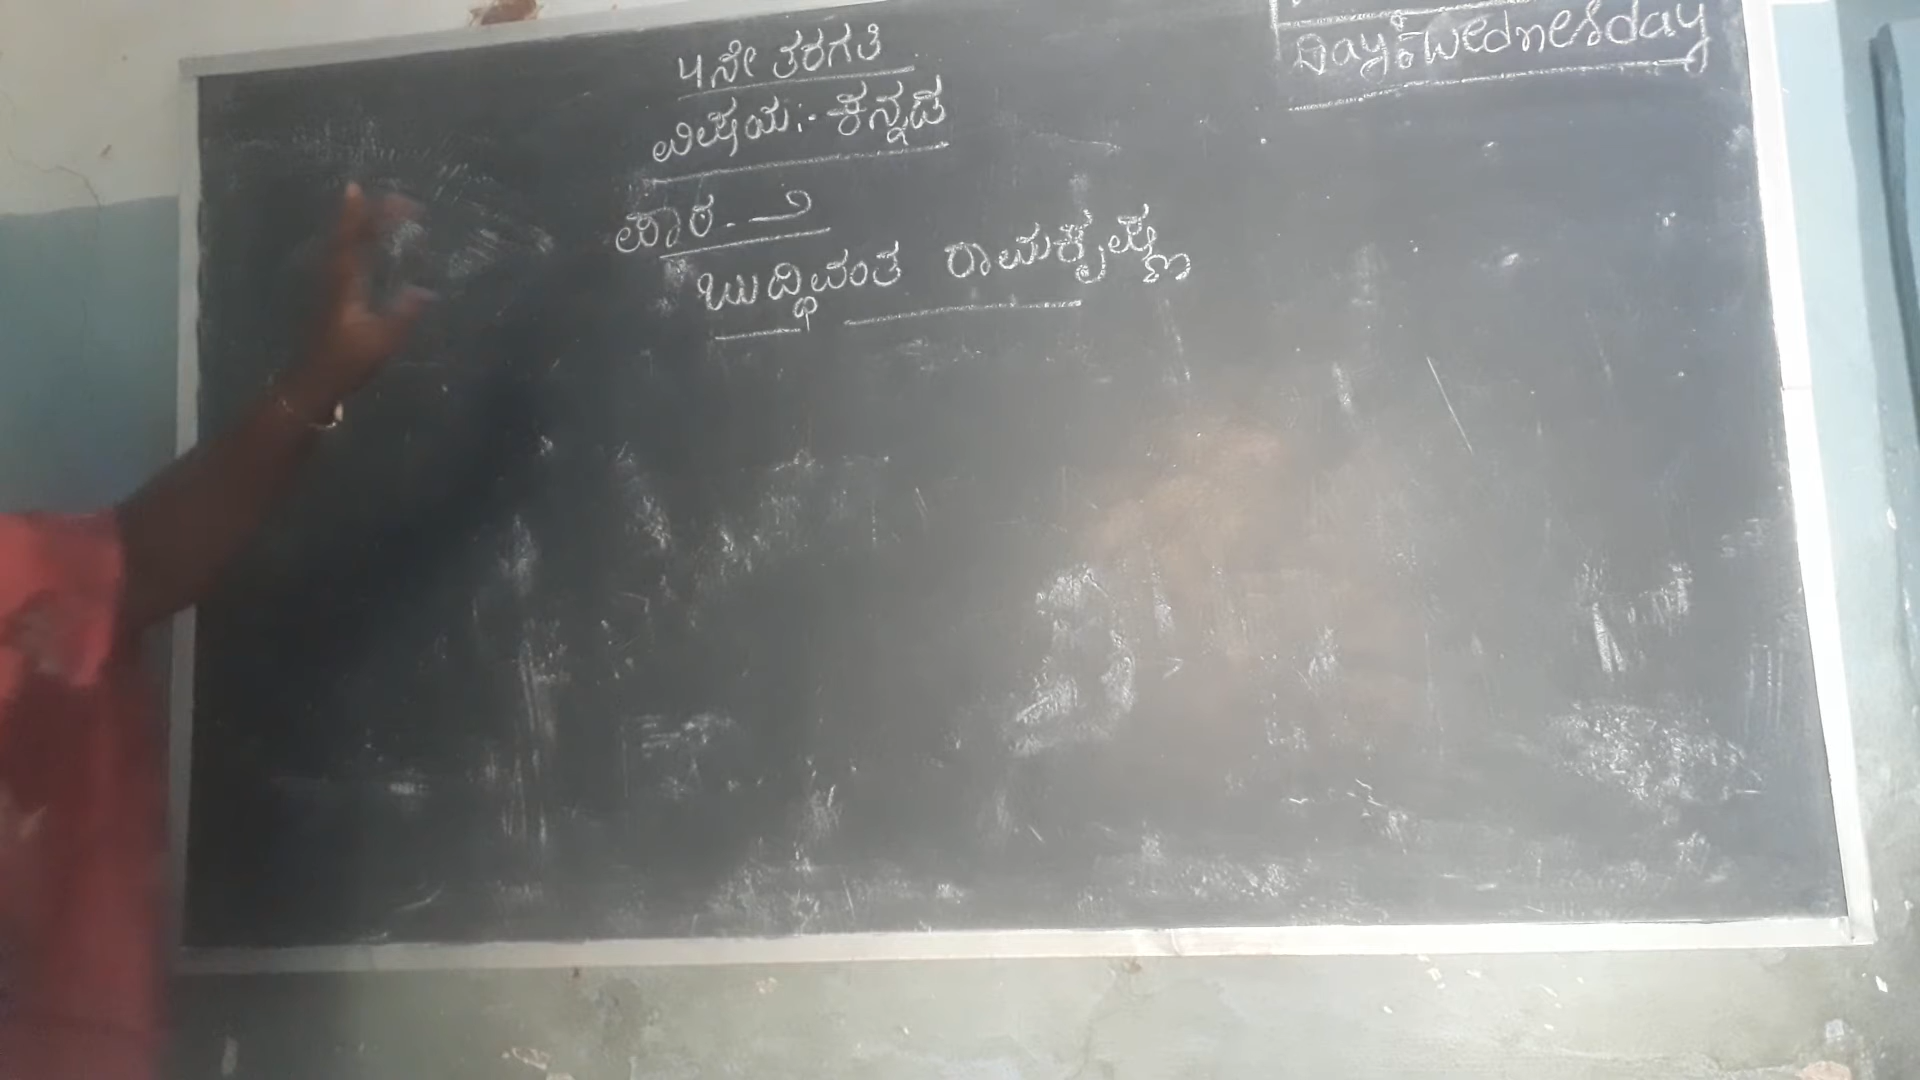 4ನೇ ತರಗತಿ
ವಿಷಯ:- ಕನ್ನಡ
ಪಾಠ - ೨
ಬುದ್ಧಿವಂತ ರಾಮಕೃಷ್ಣ
Day:- Wednesday